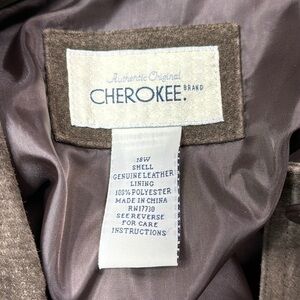 Authentic Original
CHEROKEE. BRAND
18W
SHELL
GENUINE LEATHER
LINING
100% POLYESTER
MADE IN CHINA
RN17730
SEE REVERSE
FOR CARE
INSTRUCTIONS